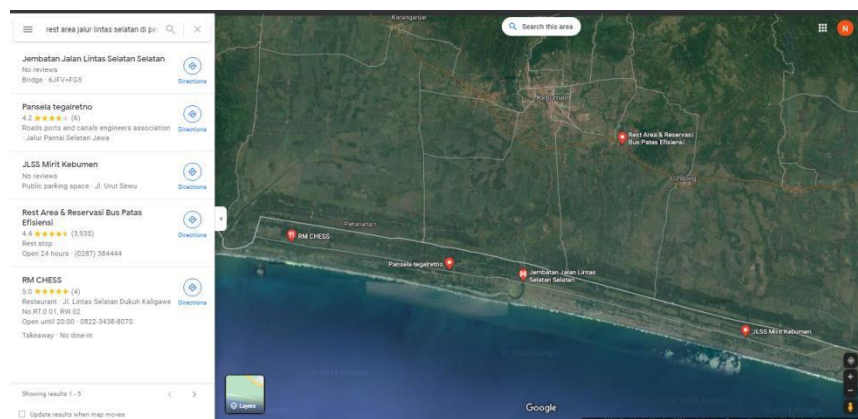 rest area jalur lintas selatan di pe
Jembatan Jalan Lintas Selatan Selatan
No reviews
Bridge · 6JFV+FG5
Directions
Pansela tegalretno
4.2 ★★★★★ (6)
Roads ports and canals engineers association
· Jalur Pantai Selatan Jawa
Directions
JLSS Mirit Kebumen
No reviews
Public parking space · Jl. Urut Sewu
Directions
Rest Area & Reservasi Bus Patas
Efisiensi
4.4 ★★★★★ (3,935)
Rest stop
Open 24 hours · (0287) 384444
Directions
RM CHESS
5.0 ★★★★★ (4)
Restaurant · Jl. Lintas Selatan Dukuh Kaligawe
No.RT.0 01, RW.02
Open until 20:00 · 0822-3438-8070
Takeaway · No dine-in
Directions
Showing results 1 - 5
Update results when map moves
Search this area
N
Karanganjar
Kebumen
Rest Area & Reservasi
Bus Patas Efisiensi
Kutowinangun
Petanahan
RM CHESS
Pansela tegalretno
Jembatan Jalan Lintas
Selatan Selatan
JLSS Mirit Kebumen
Layers
Google